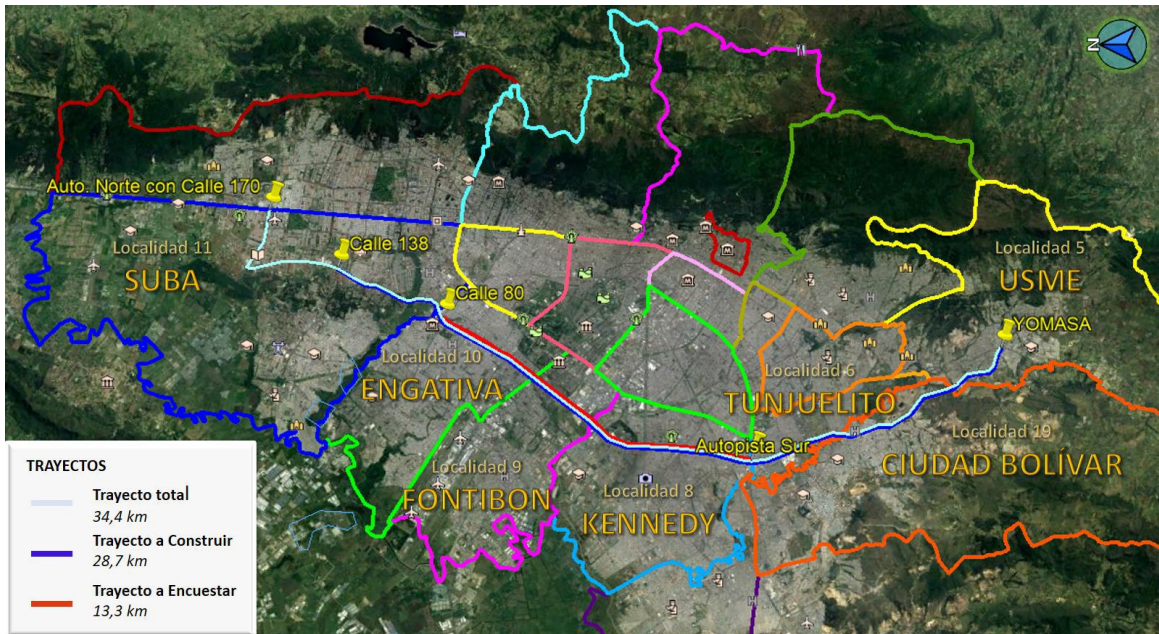 N
Auto. Norte con Calle 170
Localidad 11
SUBA
Calle 138
Calle 80
Localidad 10
ENGATIVA
Localidad 9
FONTIBON
Localidad 8
KENNEDY
Autopista Sur
Localidad 6
TUNJUELITO
Localidad 5
USME
YOMASA
Localidad 19
CIUDAD BOLÍVAR
TRAYECTOS
Trayecto total
34,4 km
Trayecto a Construir
28,7 km
Trayecto a Encuestar
13,3 km